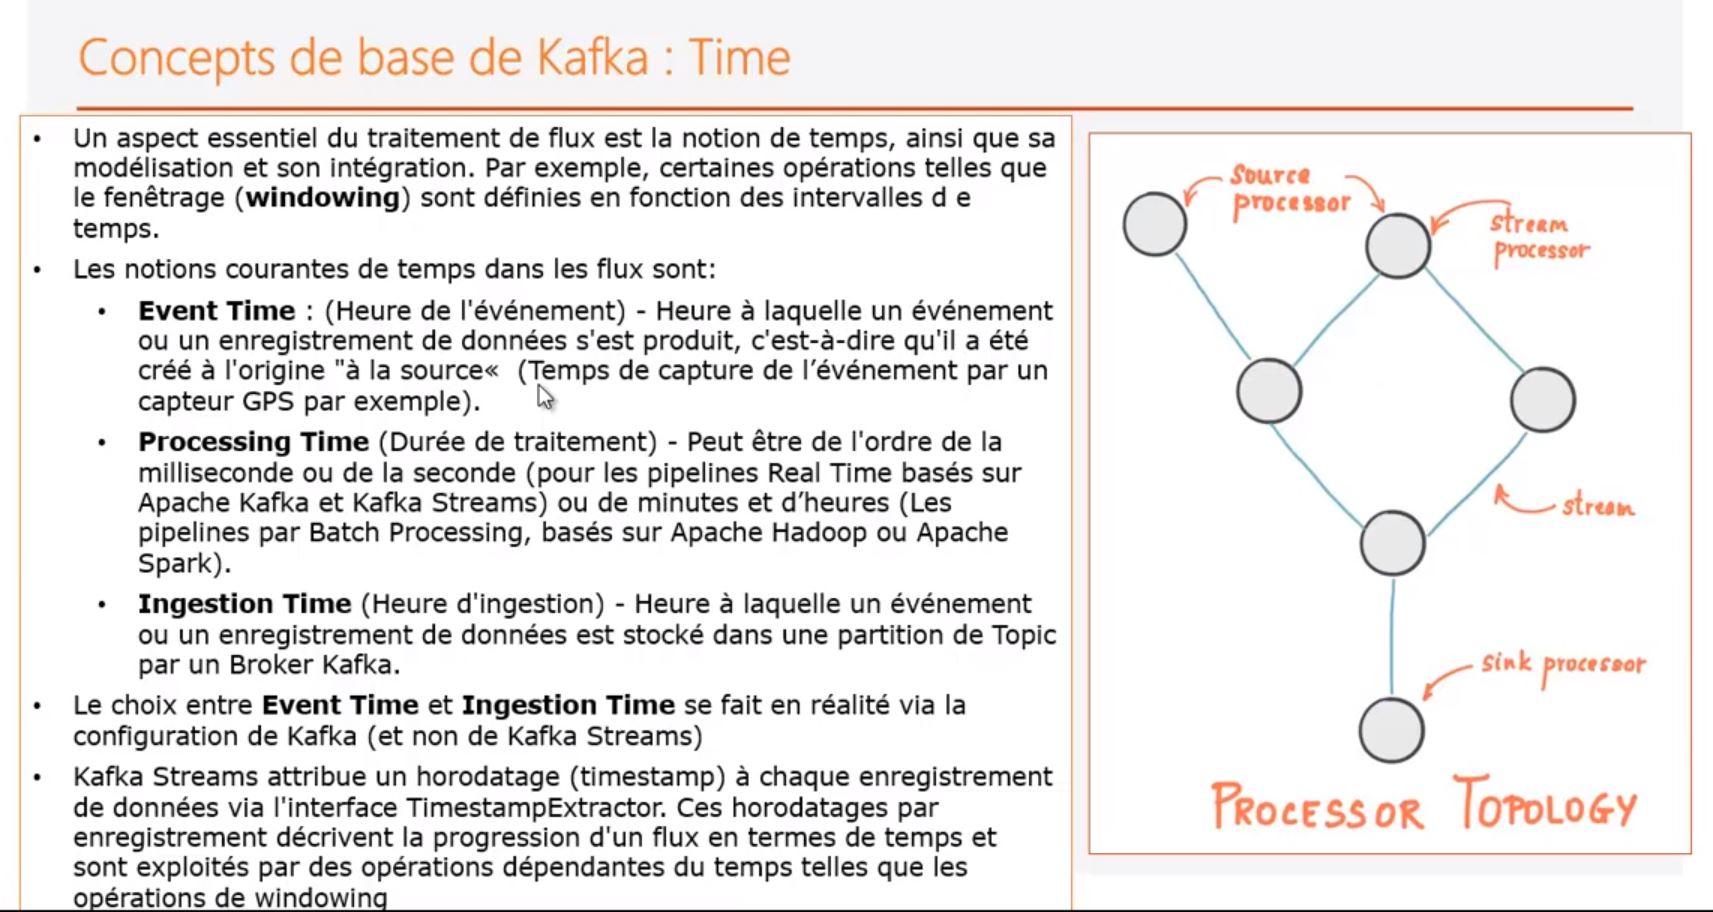 Concepts de base de Kafka : Time
• Un aspect essentiel du traitement de flux est la notion de temps, ainsi que sa
modélisation et son intégration. Par exemple, certaines opérations telles que
le fenêtrage (windowing) sont définies en fonction des intervalles d e
temps.
• Les notions courantes de temps dans les flux sont:
• Event Time : (Heure de l'événement) - Heure à laquelle un événement
ou un enregistrement de données s'est produit, c'est-à-dire qu'il a été
créé à l'origine "à la source« (Temps de capture de l’événement par un
capteur GPS par exemple).
• Processing Time (Durée de traitement) - Peut être de l'ordre de la
milliseconde ou de la seconde (pour les pipelines Real Time basés sur
Apache Kafka et Kafka Streams) ou de minutes et d’heures (Les
pipelines par Batch Processing, basés sur Apache Hadoop ou Apache
Spark).
• Ingestion Time (Heure d'ingestion) - Heure à laquelle un événement
ou un enregistrement de données est stocké dans une partition de Topic
par un Broker Kafka.
• Le choix entre Event Time et Ingestion Time se fait en réalité via la
configuration de Kafka (et non de Kafka Streams)
• Kafka Streams attribue un horodatage (timestamp) à chaque enregistrement
de données via l'interface TimestampExtractor. Ces horodatages par
enregistrement décrivent la progression d'un flux en termes de temps et
sont exploités par des opérations dépendantes du temps telles que les
opérations de windowing
source
processor
stream
processor
stream
sink processor
PROCESSOR TOPOLOGY